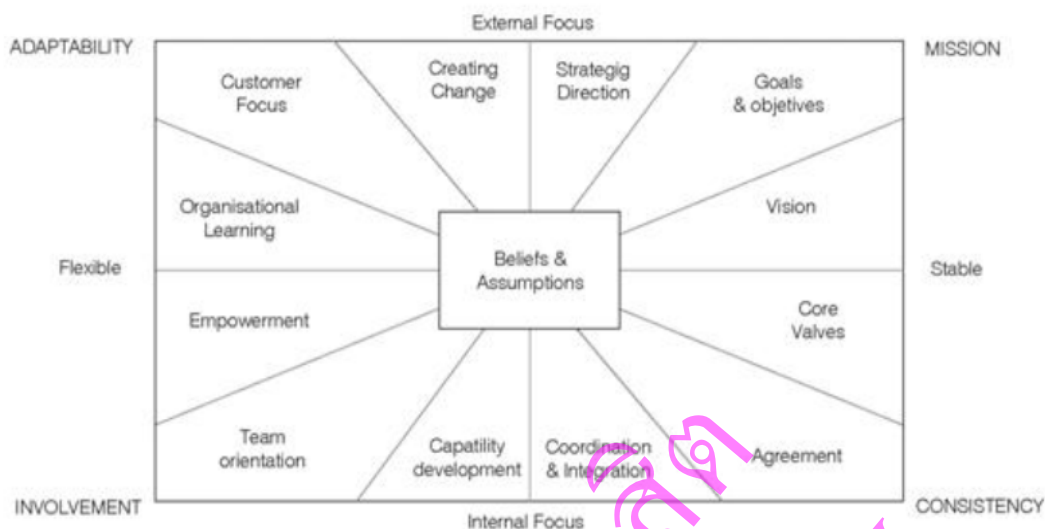 External Focus
ADAPTABILITY
MISSION
Customer
Focus
Creating
Change
Strategig
Direction
Goals
& objetives
Organisational
Learning
Vision
Flexible
Beliefs &
Assumptions
Stable
Empowerment
Core
Valves
Team
orientation
Capatility
development
Coordination
& Integration
Agreement
INVOLVEMENT
Internal Focus
CONSISTENCY